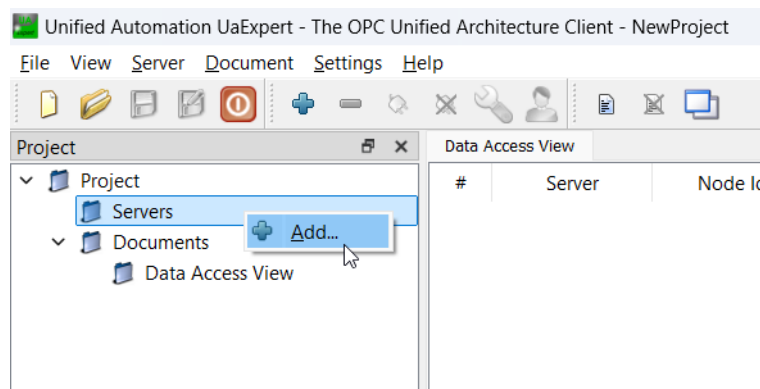 Unified Automation UaExpert - The OPC Unified Architecture Client - NewProject
File View Server Document Settings Help
Project
Data Access View
Project
# Server Node Id
Servers
Add...
Documents
Data Access View